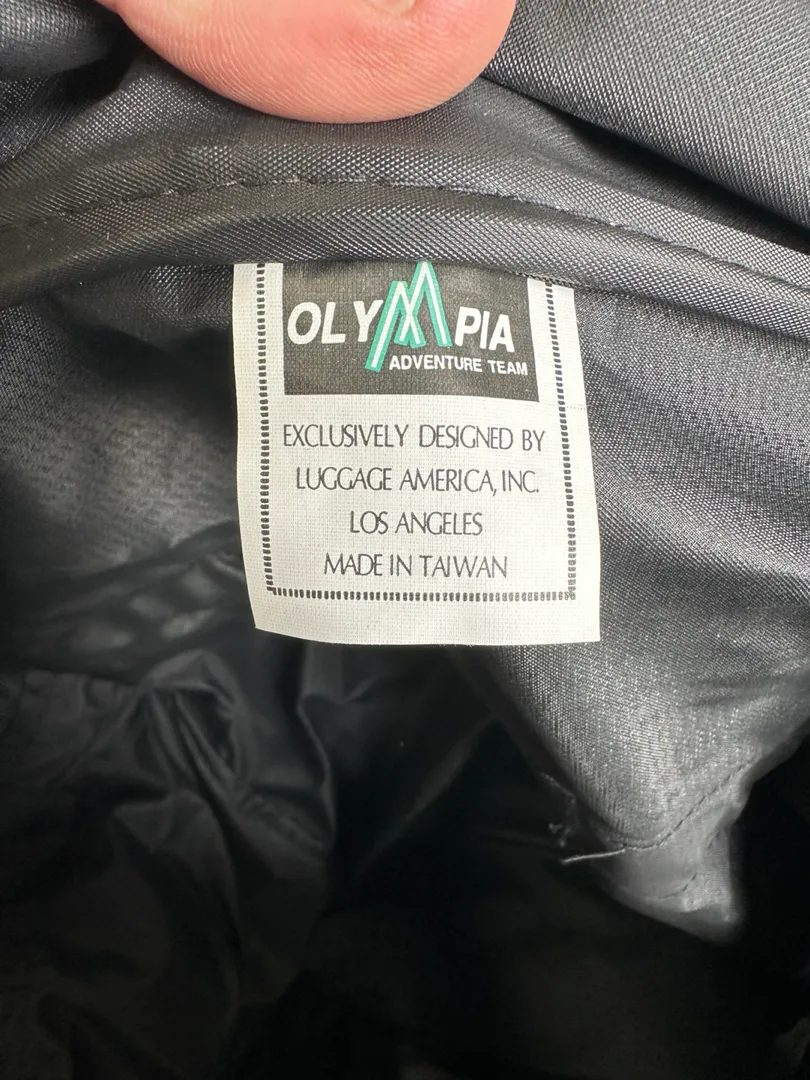 OLYMPIA
ADVENTURE TEAM
EXCLUSIVELY DESIGNED BY
LUGGAGE AMERICA, INC.
LOS ANGELES
MADE IN TAIWAN